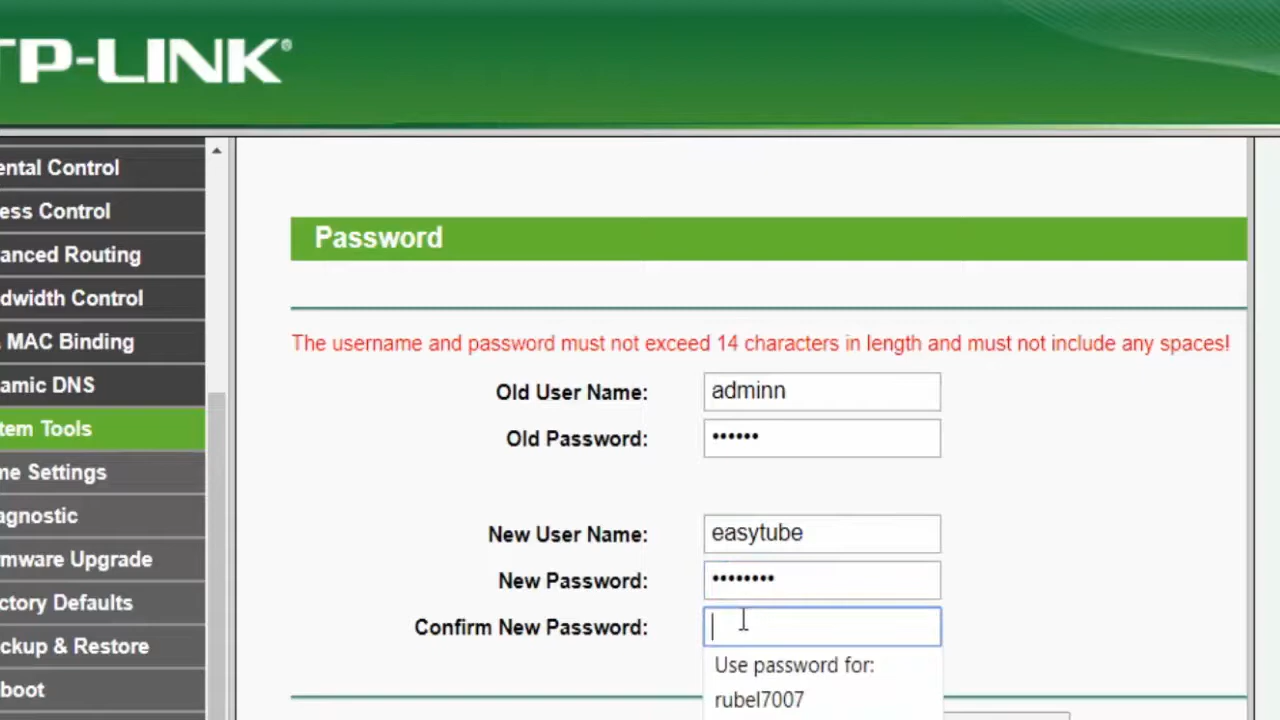 TP-LINK®
ental Control
ess Control
anced Routing
dwidth Control
MAC Binding
amic DNS
tem Tools
me Settings
agnostic
mware Upgrade
ctory Defaults
ckup & Restore
boot
Password
The username and password must not exceed 14 characters in length and must not include any spaces!
Old User Name: adminn
Old Password: ••••••
New User Name: easytube
New Password: ••••••••
Confirm New Password:
Use password for:
rubel7007